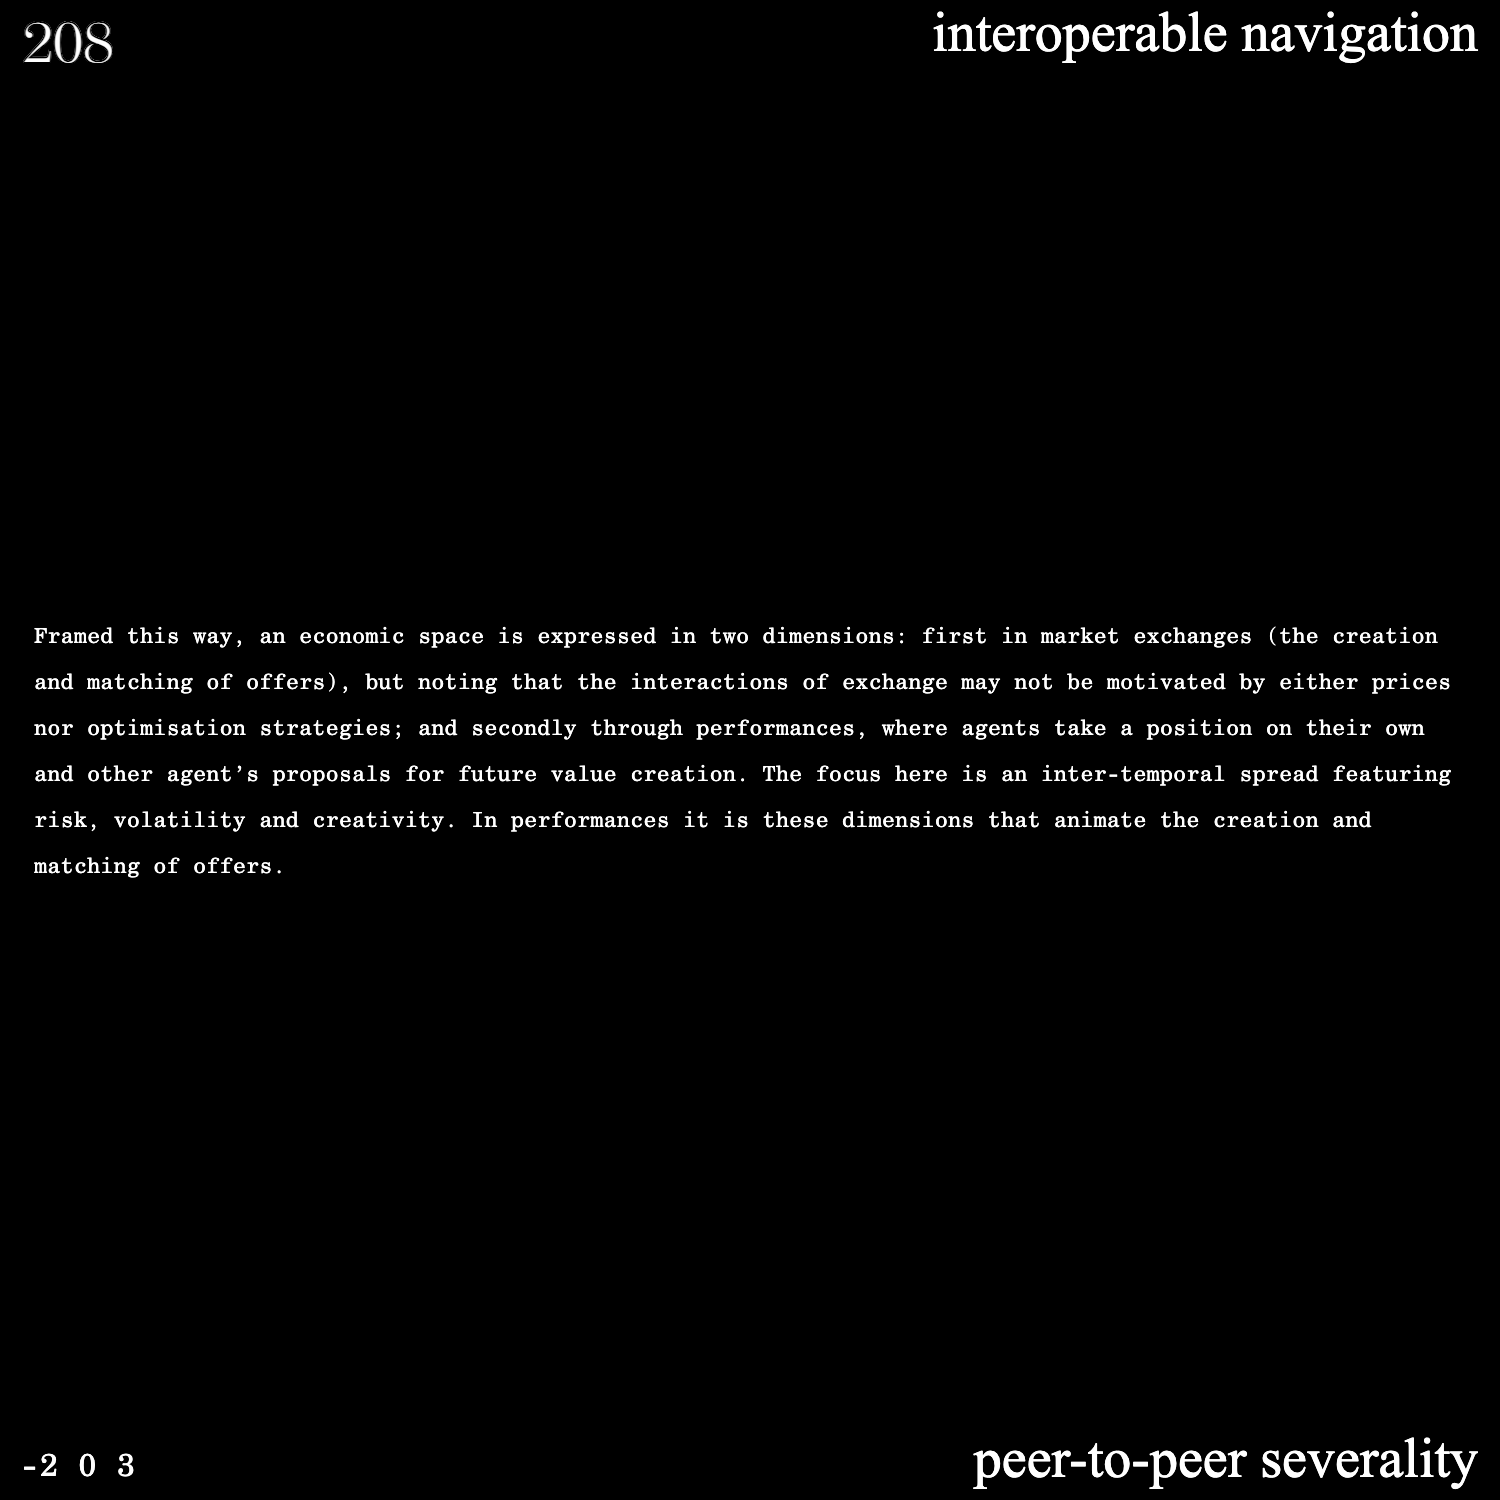 208
interoperable navigation
Framed this way, an economic space is expressed in two dimensions: first in market exchanges (the creation
and matching of offers), but noting that the interactions of exchange may not be motivated by either prices
nor optimisation strategies; and secondly through performances, where agents take a position on their own
and other agent’s proposals for future value creation. The focus here is an inter-temporal spread featuring
risk, volatility and creativity. In performances it is these dimensions that animate the creation and
matching of offers.
-2 0 3
peer-to-peer severality